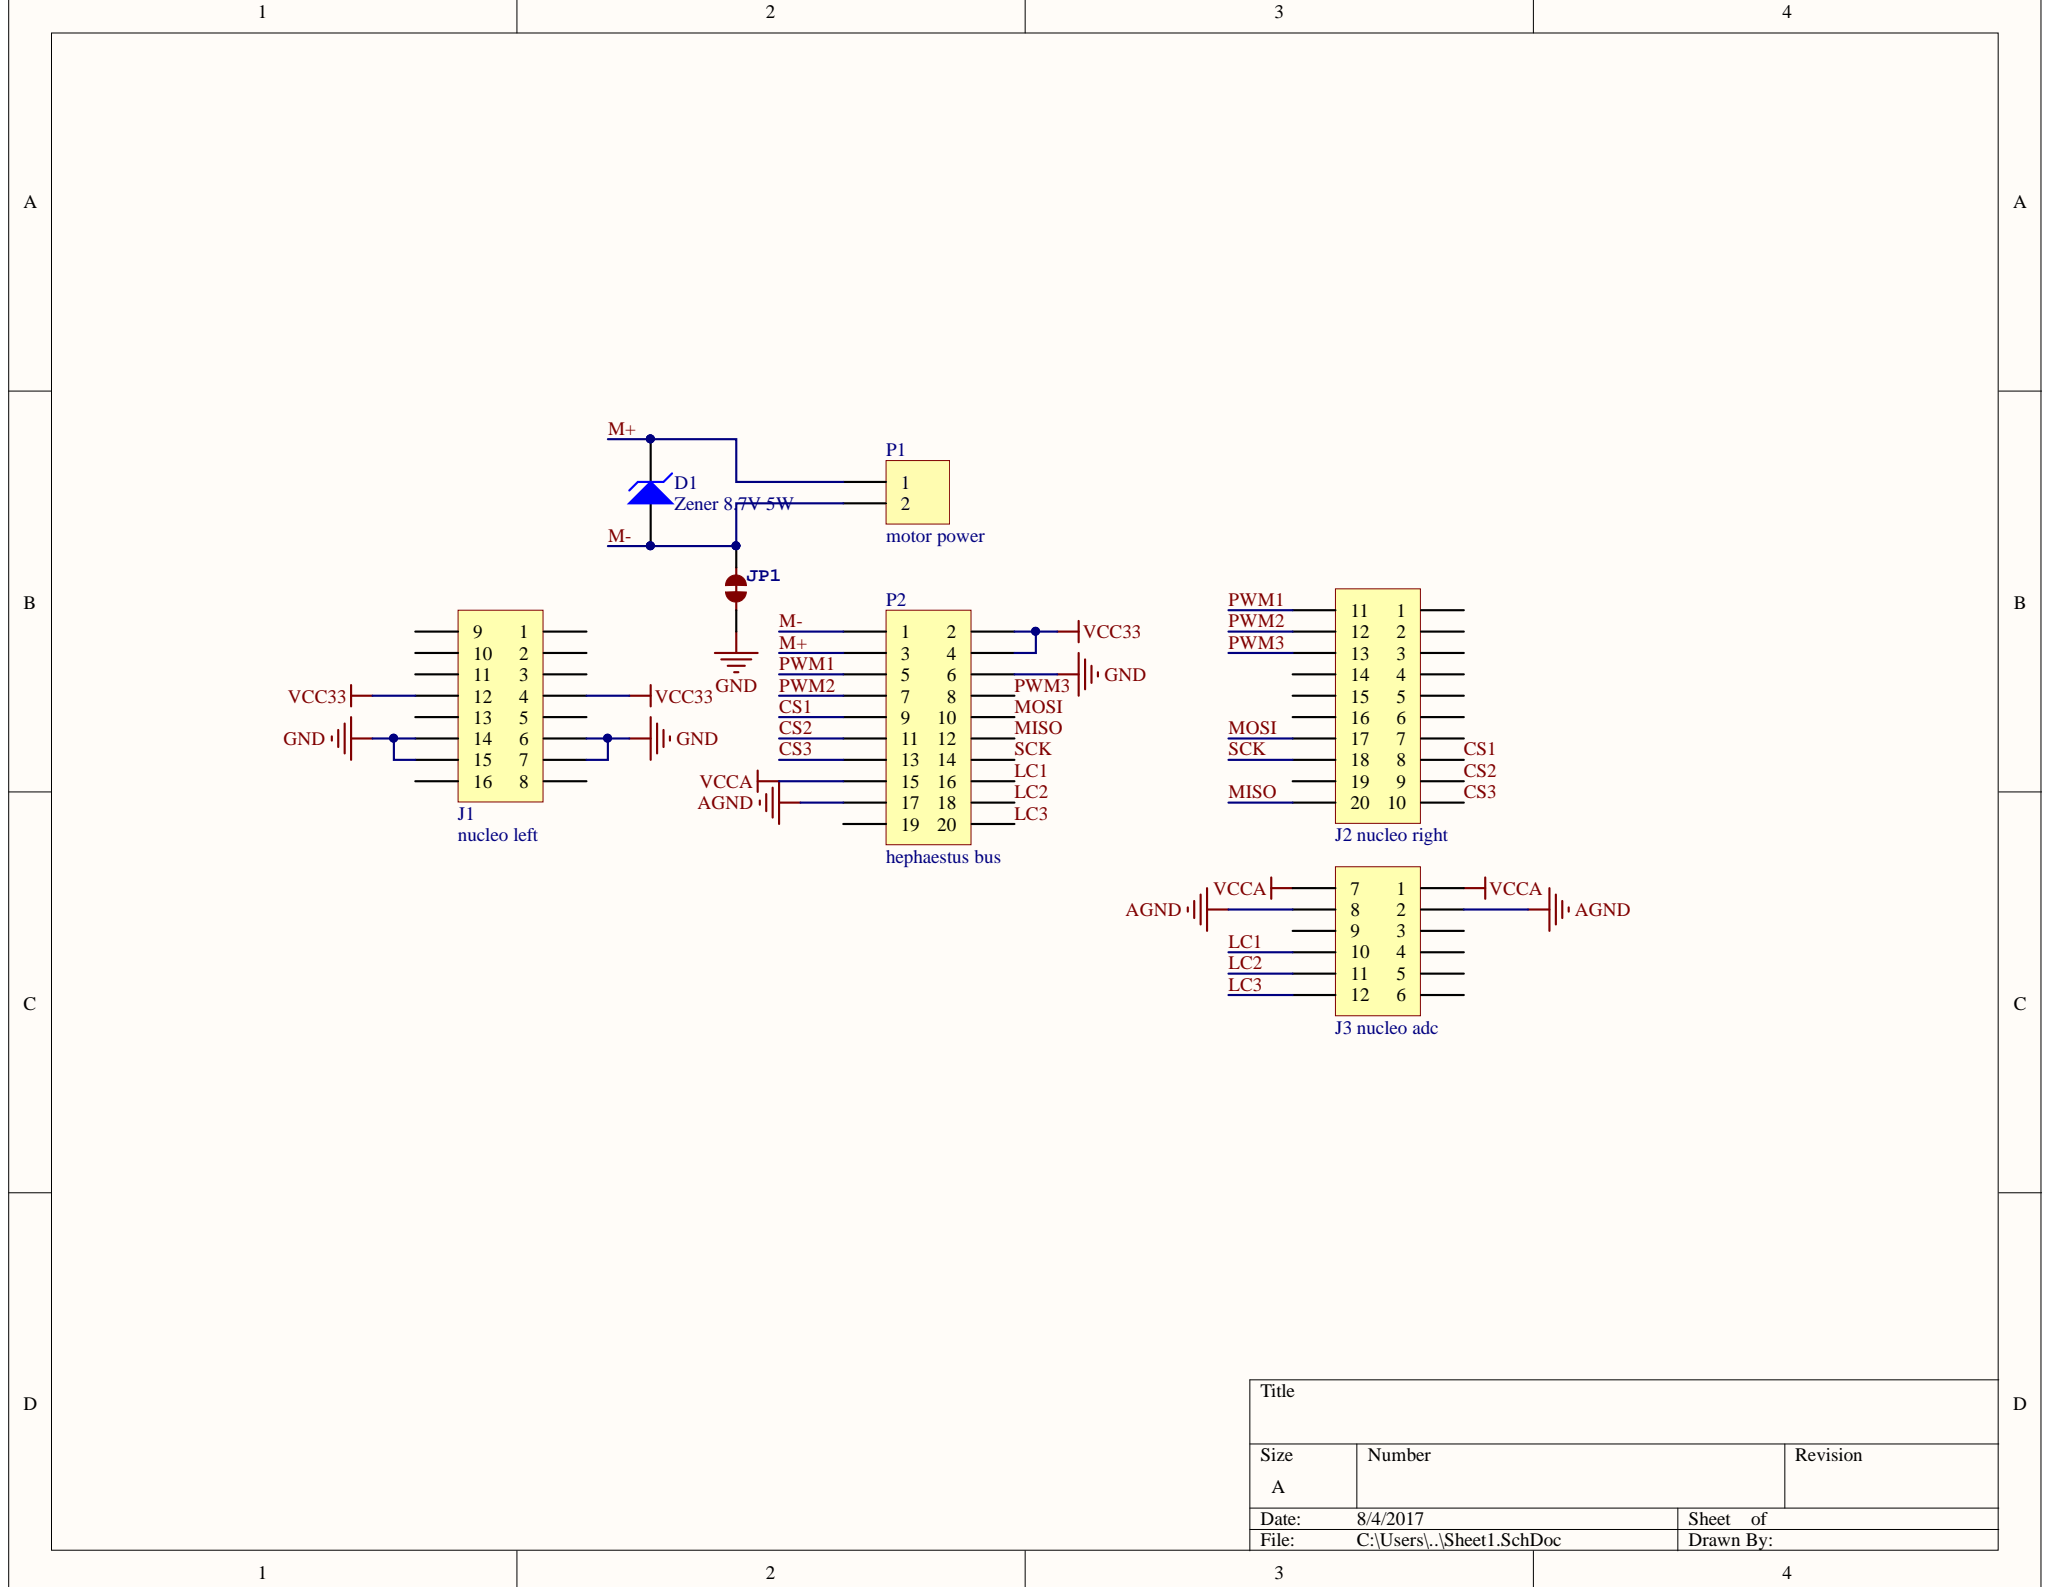 1 2 3 4
A A
M+
P1
D1 1
Zener 8.7V 5W 2
M- motor power
JP1
B P2 PWM1 11 1 B
M- 1 2 VCC33 PWM2 12 2
9 1 M+ 3 4 PWM3 13 3
10 2 PWM1 5 6 GND 14 4
11 3 GND PWM2 7 8 PWM3 15 5
VCC33 12 4 VCC33 CS1 9 10 MOSI 16 6
13 5 CS2 11 12 MISO MOSI 17 7
GND 14 6 GND CS3 13 14 SCK SCK 18 8 CS1
15 7 VCCA 15 16 LC1 19 9 CS2
16 8 AGND 17 18 LC2 MISO 20 10 CS3
J1 19 20 LC3
nucleo left hephaestus bus J2 nucleo right
VCCA 7 1 VCCA
AGND 8 2 AGND
9 3
LC1 10 4
LC2 11 5
LC3 12 6
C C
J3 nucleo adc
D D
Title
Size Number Revision
A
Date: 8/4/2017 Sheet of
File: C:\Users\..\Sheet1.SchDoc Drawn By:
1 2 3 4